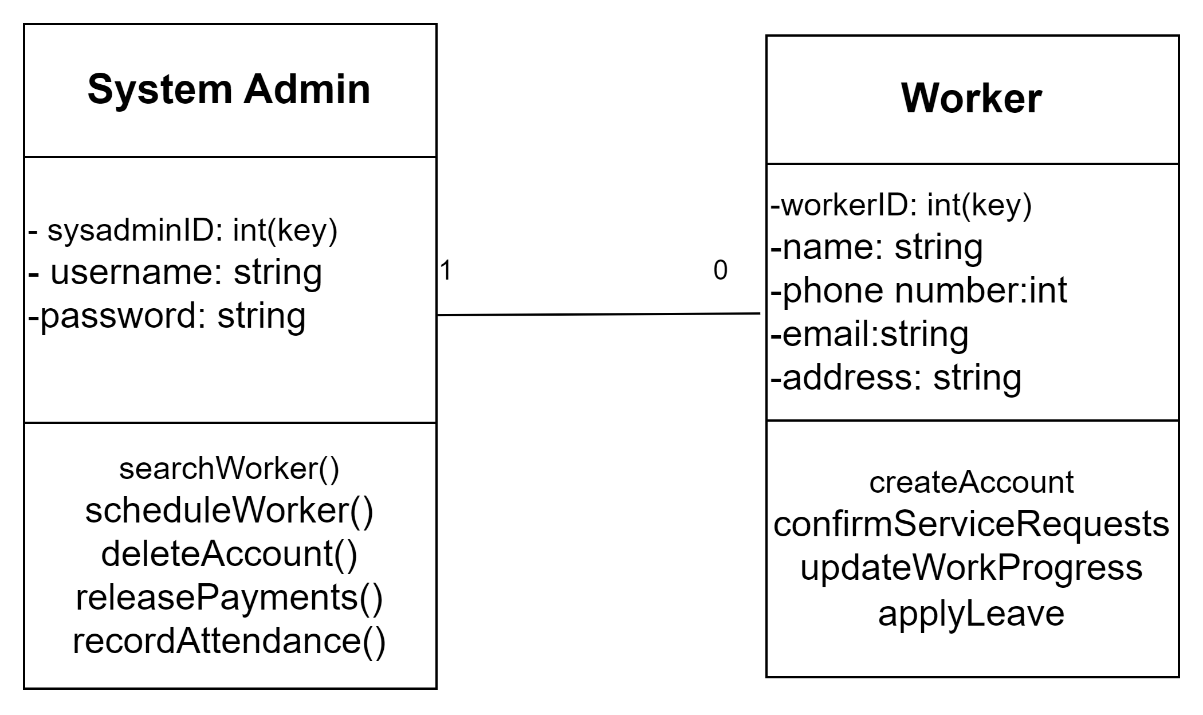 System Admin
- sysadminID: int(key)
- username: string
-password: string
searchWorker()
scheduleWorker()
deleteAccount()
releasePayments()
recordAttendance()
1
0
Worker
-workerID: int(key)
-name: string
-phone number:int
-email:string
-address: string
createAccount
confirmServiceRequests
updateWorkProgress
applyLeave